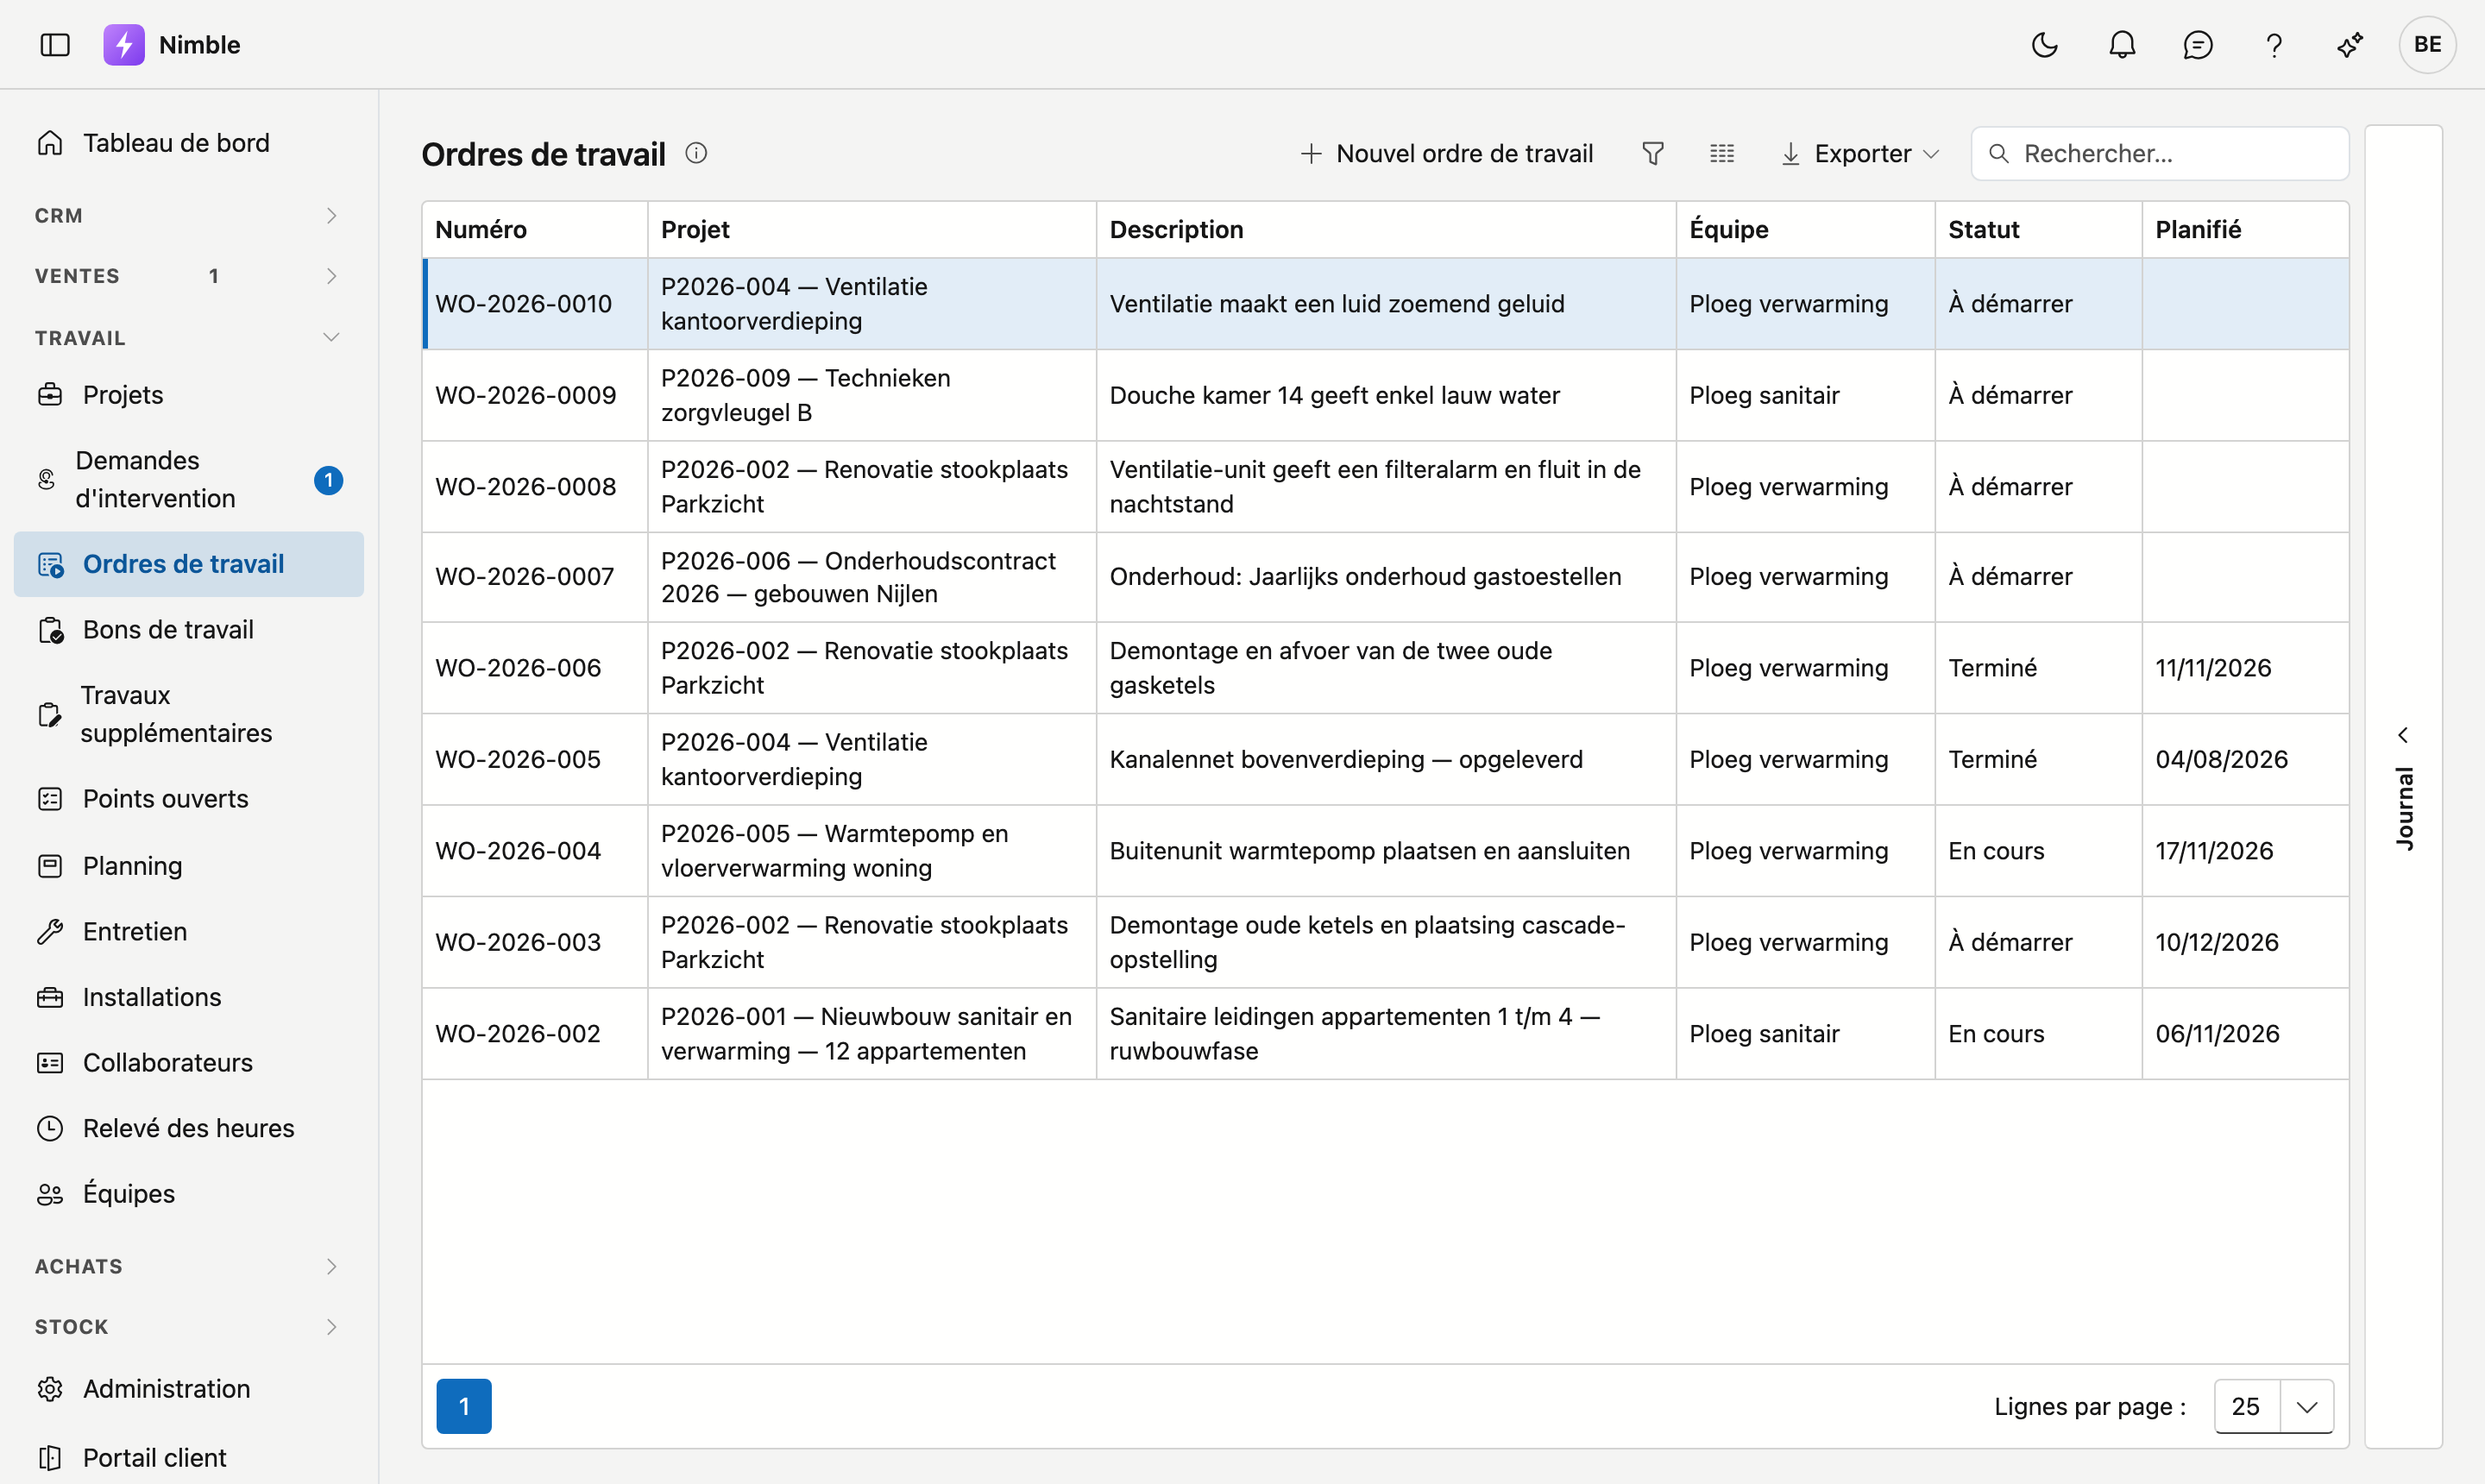 Nimble
BE
Tableau de bord
CRM
VENTES 1
TRAVAIL
Projets
Demandes
d'intervention
1
Ordres de travail
Bons de travail
Travaux
supplémentaires
Points ouverts
Planning
Entretien
Installations
Collaborateurs
Relevé des heures
Équipes
ACHATS
STOCK
Administration
Portail client
Ordres de travail
Nouvel ordre de travail
Exporter
Rechercher...
Numéro Projet Description Équipe Statut Planifié
WO-2026-0010 P2026-004 — Ventilatie
kantoorverdieping Ventilatie maakt een luid zoemend geluid Ploeg verwarming À démarrer
WO-2026-0009 P2026-009 — Technieken
zorgvleugel B Douche kamer 14 geeft enkel lauw water Ploeg sanitair À démarrer
WO-2026-0008 P2026-002 — Renovatie stookplaats
Parkzicht Ventilatie-unit geeft een filteralarm en fluit in de
nachtstand Ploeg verwarming À démarrer
WO-2026-0007 P2026-006 — Onderhoudscontract
2026 — gebouwen Nijlen Onderhoud: Jaarlijks onderhoud gastoestellen Ploeg verwarming À démarrer
WO-2026-006 P2026-002 — Renovatie stookplaats
Parkzicht Demontage en afvoer van de twee oude
gasketels Ploeg verwarming Terminé 11/11/2026
WO-2026-005 P2026-004 — Ventilatie
kantoorverdieping Kanalennet bovenverdieping — opgeleverd Ploeg verwarming Terminé 04/08/2026
WO-2026-004 P2026-005 — Warmtepomp en
vloerverwarming woning Buitenunit warmtepomp plaatsen en aansluiten Ploeg verwarming En cours 17/11/2026
WO-2026-003 P2026-002 — Renovatie stookplaats
Parkzicht Demontage oude ketels en plaatsing cascade-
opstelling Ploeg verwarming À démarrer 10/12/2026
WO-2026-002 P2026-001 — Nieuwbouw sanitair en
verwarming — 12 appartementen Sanitaire leidingen appartementen 1 t/m 4 —
ruwbouwfase Ploeg sanitair En cours 06/11/2026
1
Lignes par page : 25
Journal